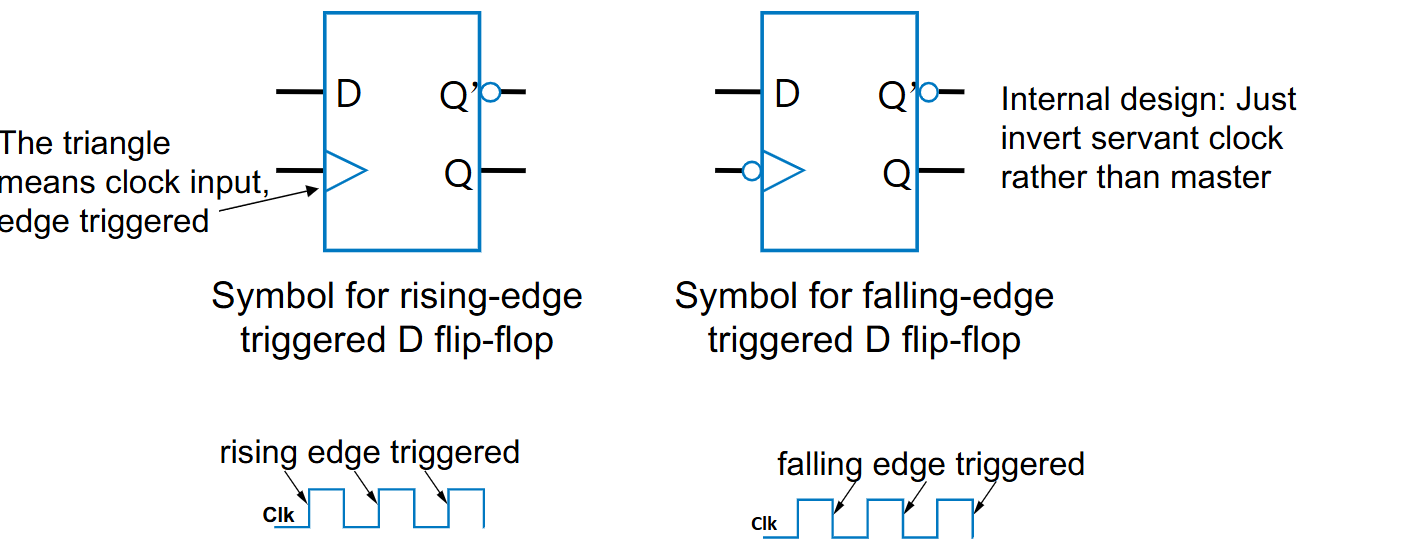 D
Q’
Q
D
Q’
Q
The triangle
means clock input,
edge triggered
Internal design: Just
invert servant clock
rather than master
Symbol for rising-edge
triggered D flip-flop
Symbol for falling-edge
triggered D flip-flop
rising edge triggered
Clk
falling edge triggered
Clk